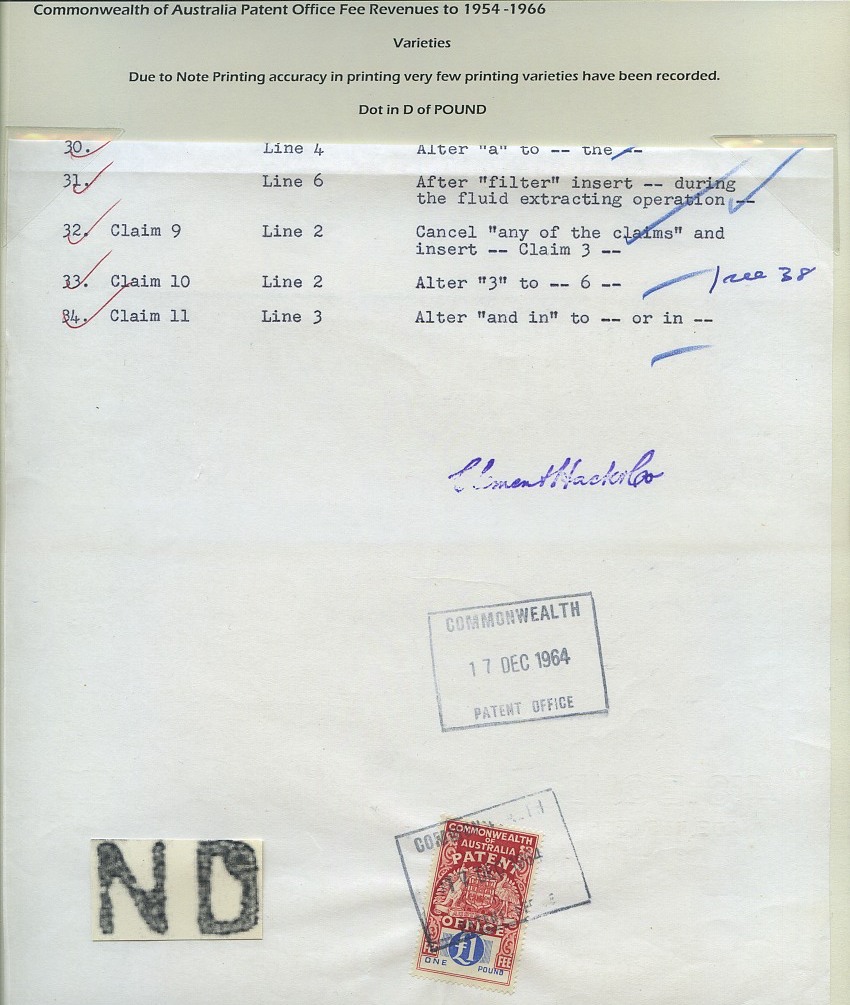 Commonwealth of Australia Patent Office Fee Revenues to 1954 -1966
Varieties
Due to Note Printing accuracy in printing very few printing varieties have been recorded.
Dot in D of POUND
30. Line 4 Alter "a" to -- the --
31. Line 6 After "filter" insert -- during
the fluid extracting operation --
32. Claim 9 Line 2 Cancel "any of the claims" and
insert -- Claim 3 --
33. Claim 10 Line 2 Alter "3" to -- 6 -- / see 38
34. Claim 11 Line 3 Alter "and in" to -- or in --
Clement Hack & Co
COMMONWEALTH
17 DEC 1964
PATENT OFFICE
COMMONWEALTH
OF
AUSTRALIA
PATENT
OFFICE
£1
FEE
ONE POUND
ND